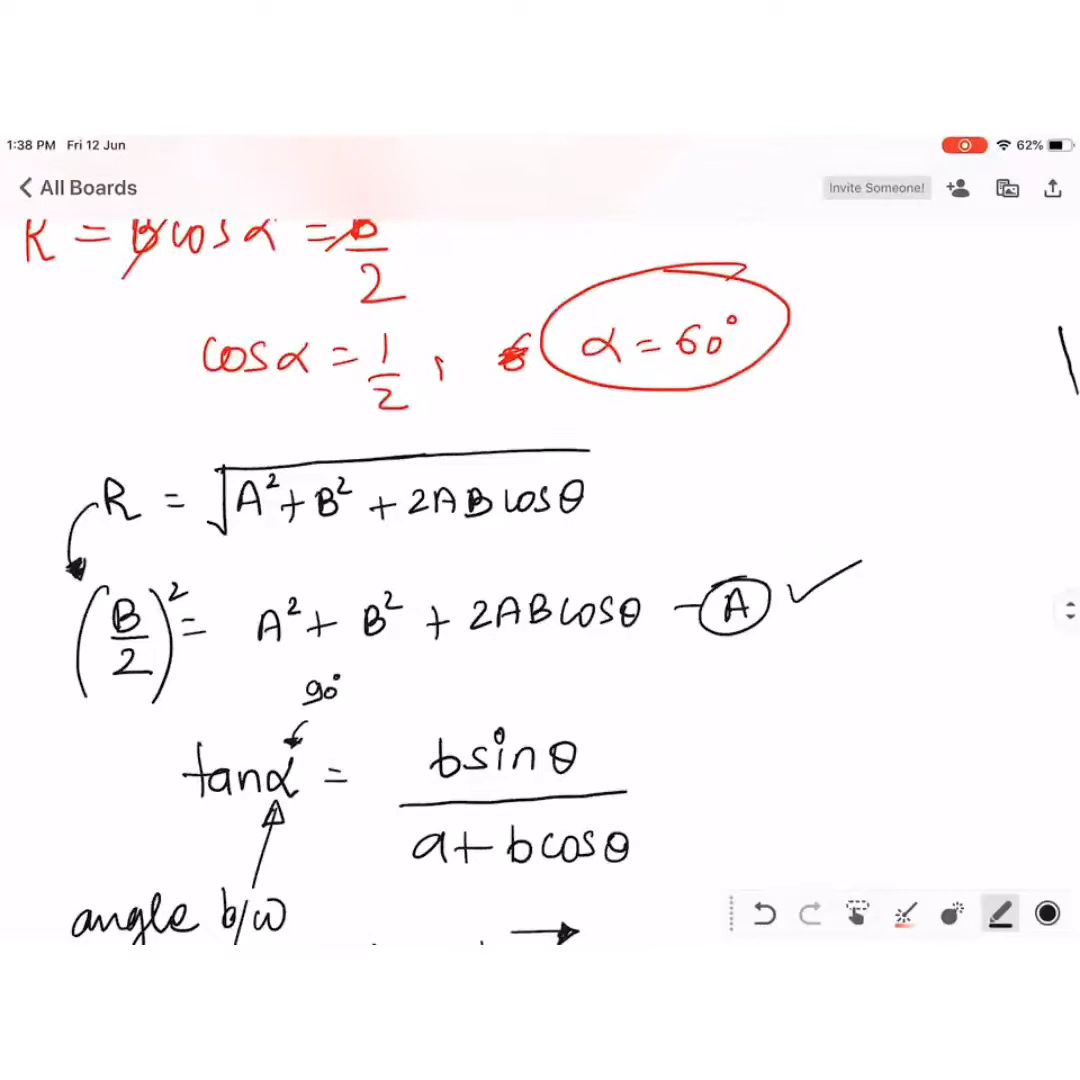 1:38 PM Fri 12 Jun 62%
All Boards Invite Someone!
R = B cos α = B/2
cos α = 1/2, α = 60°
R = √(A² + B² + 2AB cos θ)
(B/2)² = A² + B² + 2AB cos θ — A ✓
90°
tan α = b sin θ / a + b cos θ
angle b/w